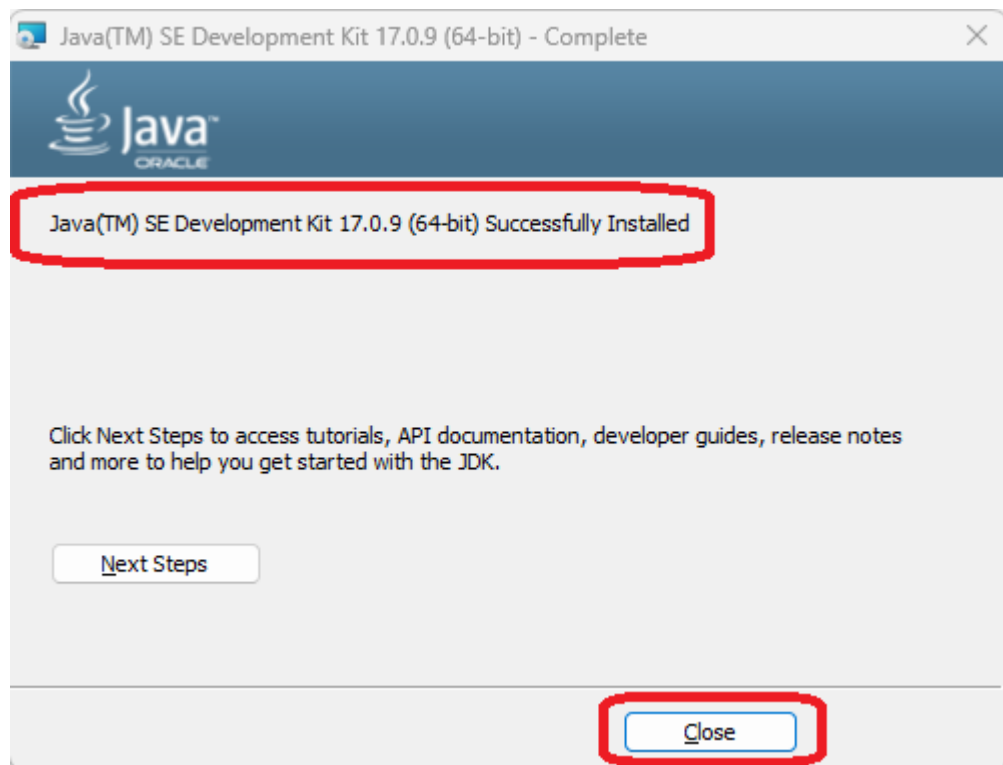 Java(TM) SE Development Kit 17.0.9 (64-bit) - Complete
Java™
ORACLE
Java(TM) SE Development Kit 17.0.9 (64-bit) Successfully Installed
Click Next Steps to access tutorials, API documentation, developer guides, release notes
and more to help you get started with the JDK.
Next Steps
Close